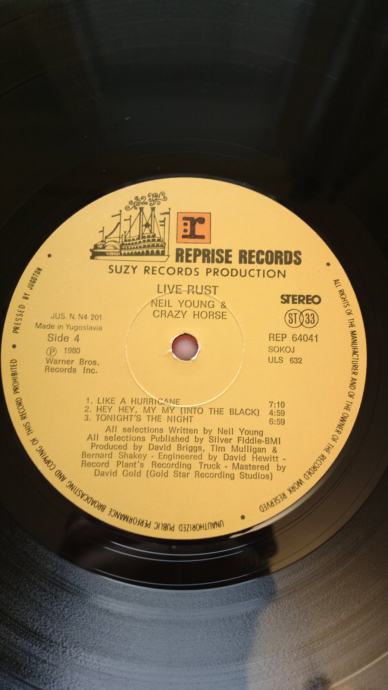 r
REPRISE RECORDS
SUZY RECORDS PRODUCTION
LIVE RUST
NEIL YOUNG &
CRAZY HORSE
STEREO
JUS. N. N4 201
Made in Yugoslavia
Side 4
℗ 1980
Warner Bros.
Records Inc.
ST 33
REP 64041
SOKOJ
ULS 632
1. LIKE A HURRICANE 7:10
2. HEY HEY, MY MY (INTO THE BLACK) 4:59
3. TONIGHT'S THE NIGHT 6:59
All selections Written by Neil Young
All selections Published by Silver Fiddle-BMI
Produced by David Briggs, Tim Mulligan &
Bernard Shakey - Engineered by David Hewitt -
Record Plant's Recording Truck - Mastered by
David Gold (Gold Star Recording Studios)
• PRESSED BY JUGOTON •
ALL RIGHTS OF THE MANUFACTURER AND OF THE OWNER OF THE RECORDED WORK RESERVED
• UNAUTHORIZED PUBLIC PERFORMANCE BROADCASTING AND COPYING OF THIS RECORD PROHIBITED